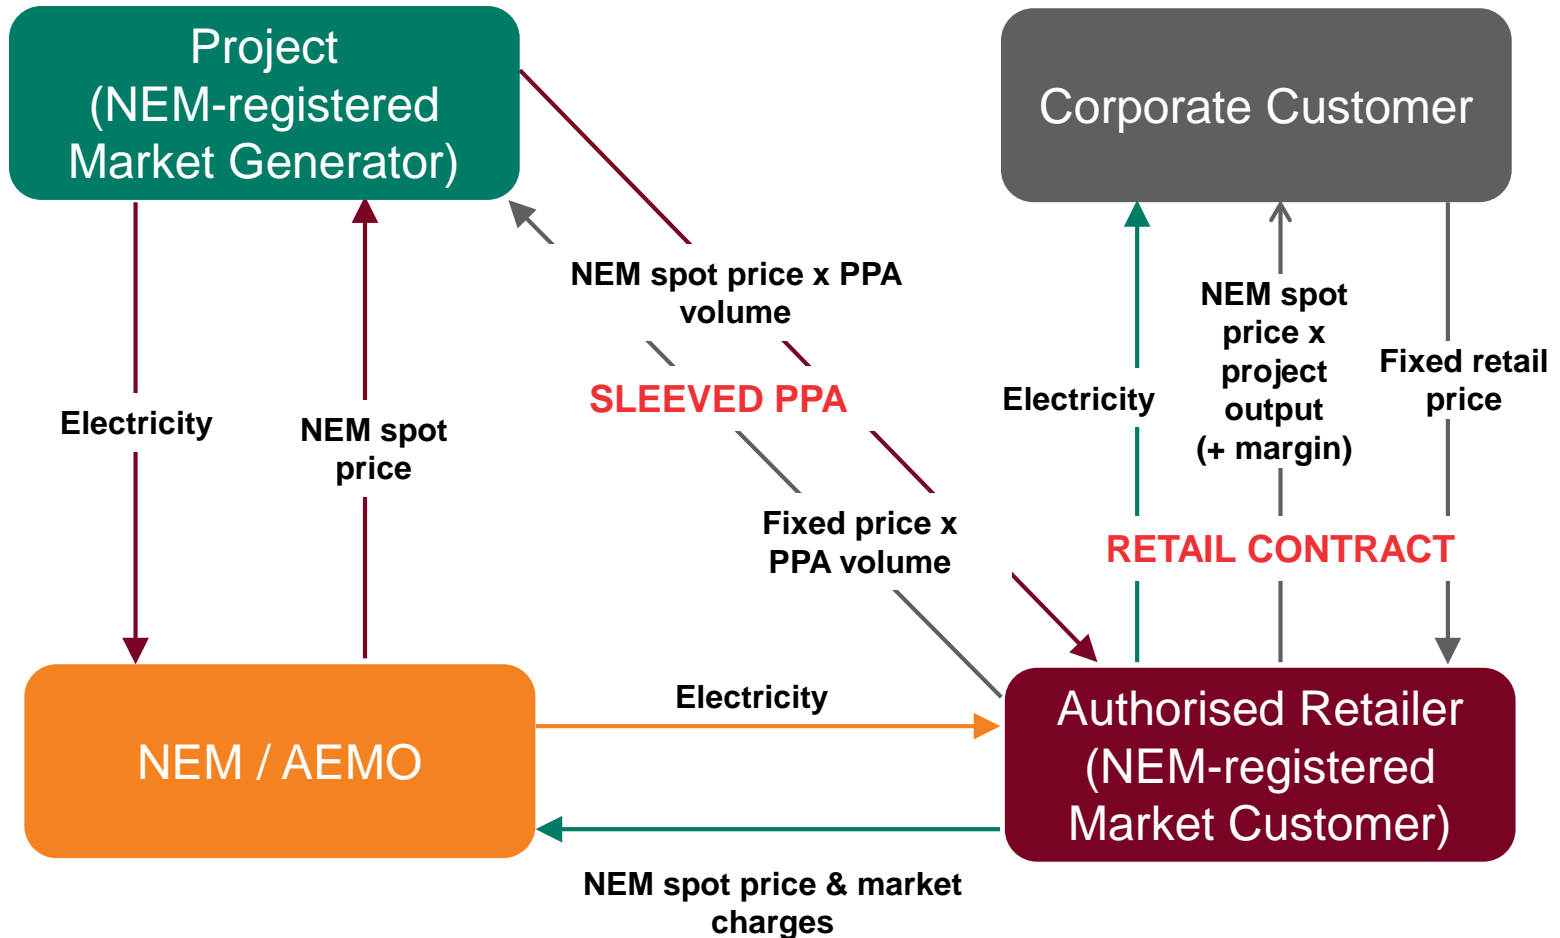 Project
(NEM-registered
Market Generator)
Corporate Customer
NEM spot price x PPA
volume
SLEEVED PPA
Electricity
NEM spot
price
Electricity
NEM spot
price x
project
output
(+ margin)
Fixed retail
price
Fixed price x
PPA volume
RETAIL CONTRACT
NEM / AEMO
Electricity
Authorised Retailer
(NEM-registered
Market Customer)
NEM spot price & market
charges